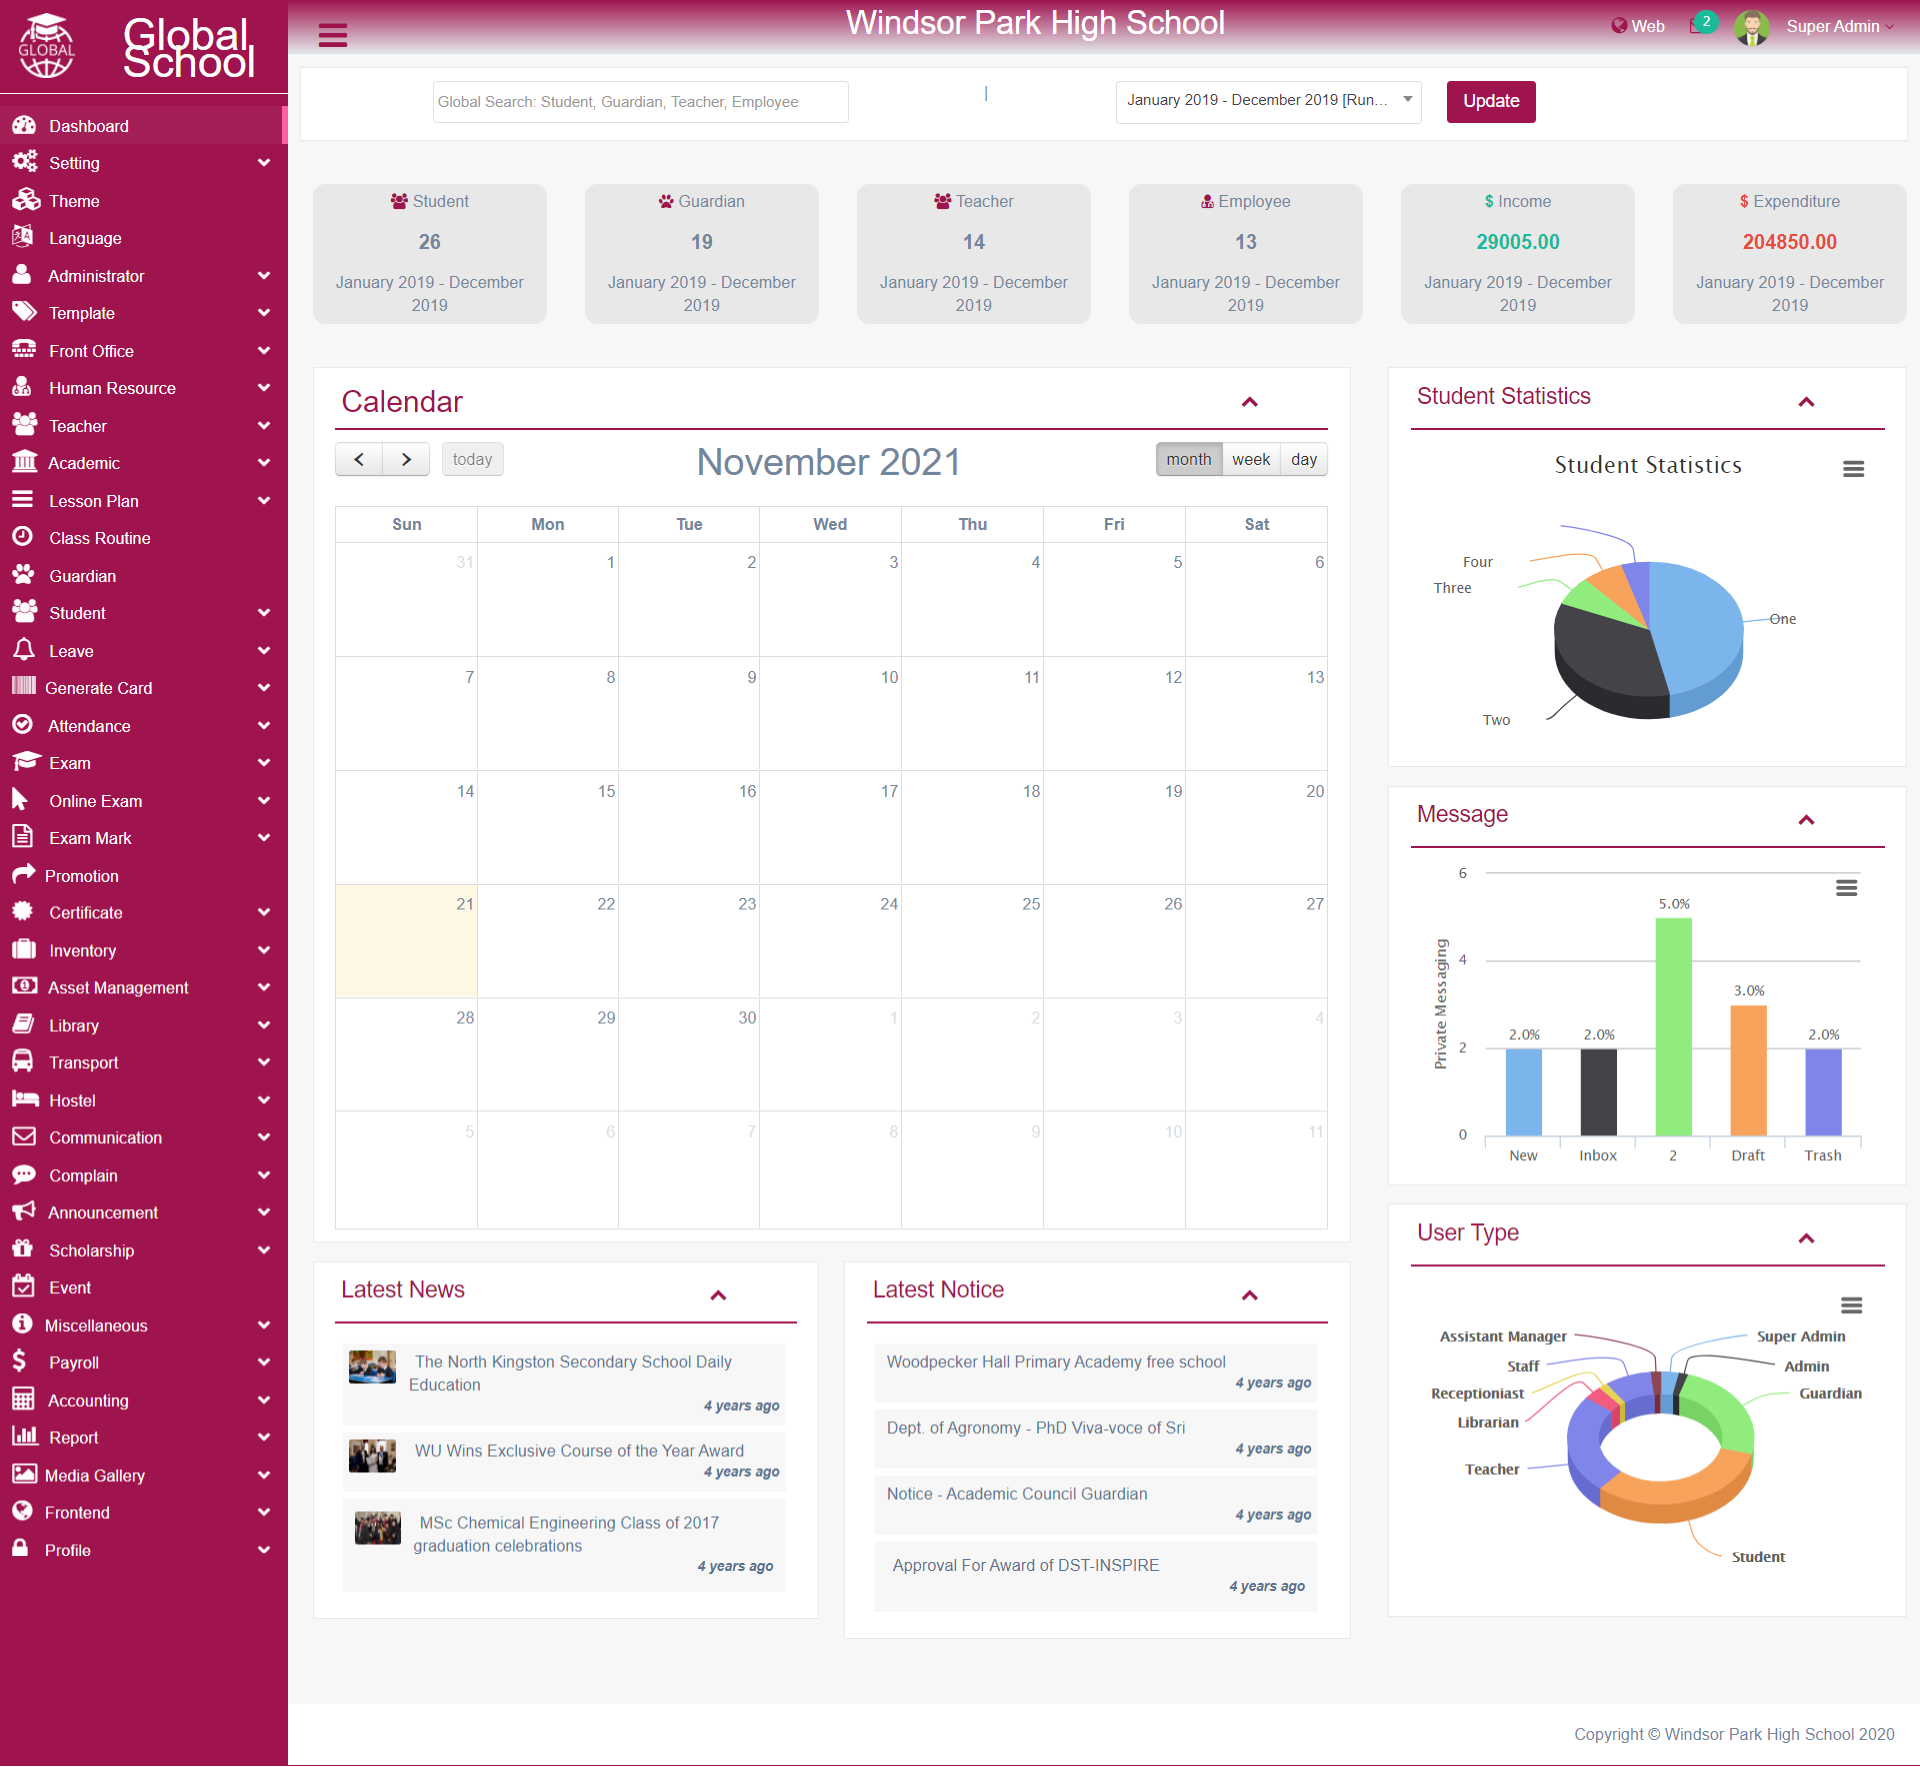 GLOBAL
Global
School
Windsor Park High School
Web
2
Super Admin
Global Search: Student, Guardian, Teacher, Employee
|
January 2019 - December 2019 [Run...
Update
Dashboard
Setting
Theme
Language
Administrator
Template
Front Office
Human Resource
Teacher
Academic
Lesson Plan
Class Routine
Guardian
Student
Leave
Generate Card
Attendance
Exam
Online Exam
Exam Mark
Promotion
Certificate
Inventory
Asset Management
Library
Transport
Hostel
Communication
Complain
Announcement
Scholarship
Event
Miscellaneous
Payroll
Accounting
Report
Media Gallery
Frontend
Profile
Student
26
January 2019 - December
2019
Guardian
19
January 2019 - December
2019
Teacher
14
January 2019 - December
2019
Employee
13
January 2019 - December
2019
$ Income
29005.00
January 2019 - December
2019
$ Expenditure
204850.00
January 2019 - December
2019
Calendar
today
November 2021
month week day
Sun Mon Tue Wed Thu Fri Sat
31 1 2 3 4 5 6
7 8 9 10 11 12 13
14 15 16 17 18 19 20
21 22 23 24 25 26 27
28 29 30 1 2 3 4
5 6 7 8 9 10 11
Student Statistics
Student Statistics
Four
Three
One
Two
Message
6
5.0%
4
3.0%
2.0% 2.0% 2.0%
2
0
Private Messaging
New Inbox 2 Draft Trash
User Type
Assistant Manager
Super Admin
Staff
Admin
Receptioniast
Guardian
Librarian
Teacher
Student
Latest News
The North Kingston Secondary School Daily
Education
4 years ago
WU Wins Exclusive Course of the Year Award
4 years ago
MSc Chemical Engineering Class of 2017
graduation celebrations
4 years ago
Latest Notice
Woodpecker Hall Primary Academy free school
4 years ago
Dept. of Agronomy - PhD Viva-voce of Sri
4 years ago
Notice - Academic Council Guardian
4 years ago
Approval For Award of DST-INSPIRE
4 years ago
Copyright © Windsor Park High School 2020